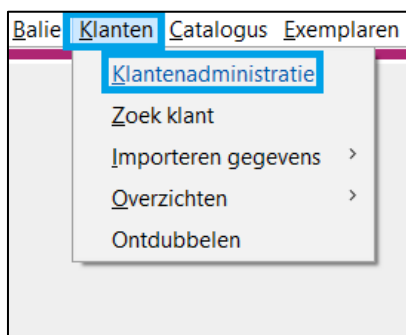 Balie Klanten Catalogus Exemplaren
Klantenadministratie
Zoek klant
Importeren gegevens >
Overzichten >
Ontdubbelen